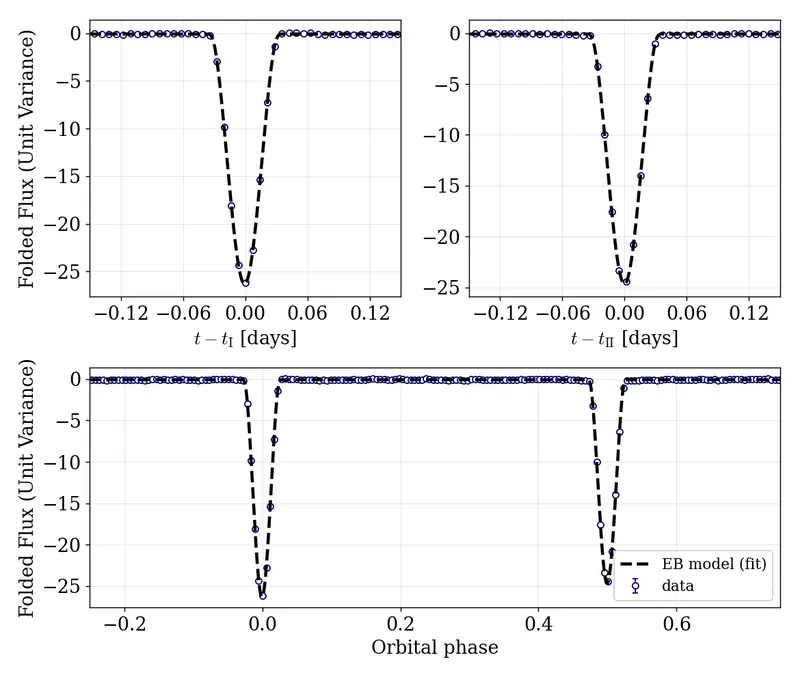 Folded Flux (Unit Variance)
0
−5
−10
−15
−20
−25
−0.12 −0.06 0.00 0.06 0.12
t − tI [days]
0
−5
−10
−15
−20
−25
−0.12 −0.06 0.00 0.06 0.12
t − tII [days]
Folded Flux (Unit Variance)
0
−5
−10
−15
−20
−25
EB model (fit)
data
−0.2 0.0 0.2 0.4 0.6
Orbital phase